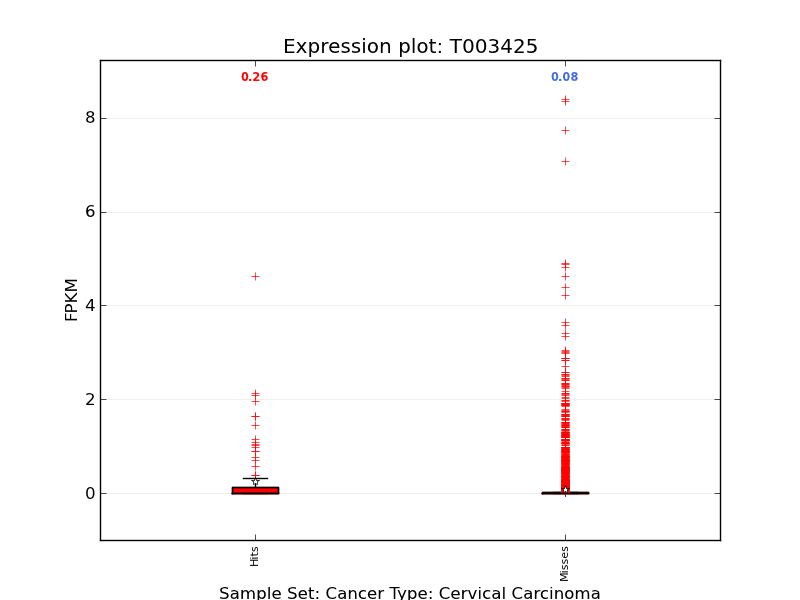 Expression plot: T003425
0.26
0.08
8
6
4
2
0
FPKM
Hits
Misses
Sample Set: Cancer Type: Cervical Carcinoma